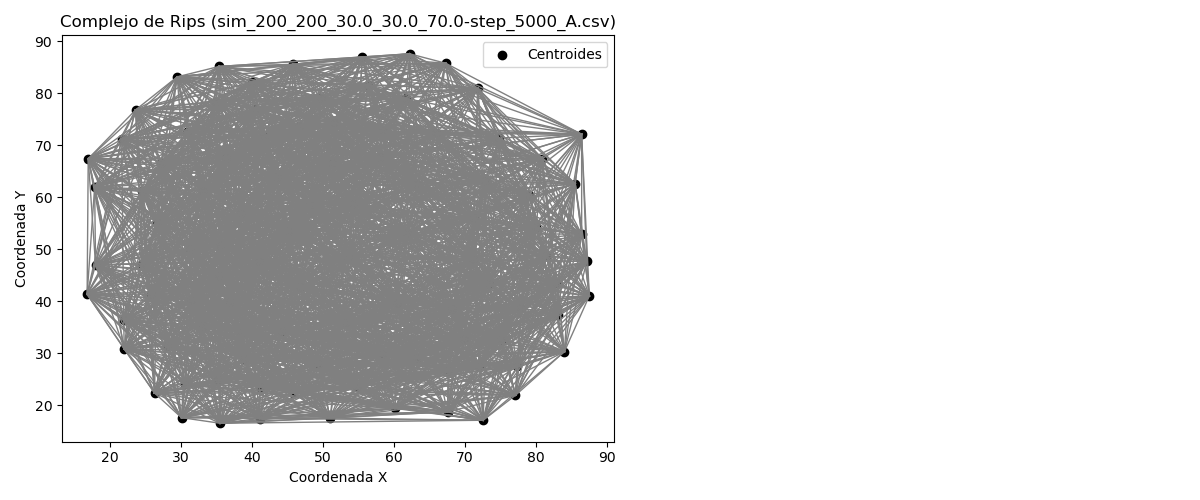 Complejo de Rips (sim_200_200_30.0_30.0_70.0-step_5000_A.csv)
Centroides
90
80
70
60
50
40
30
20
Coordenada Y
20 30 40 50 60 70 80 90
Coordenada X